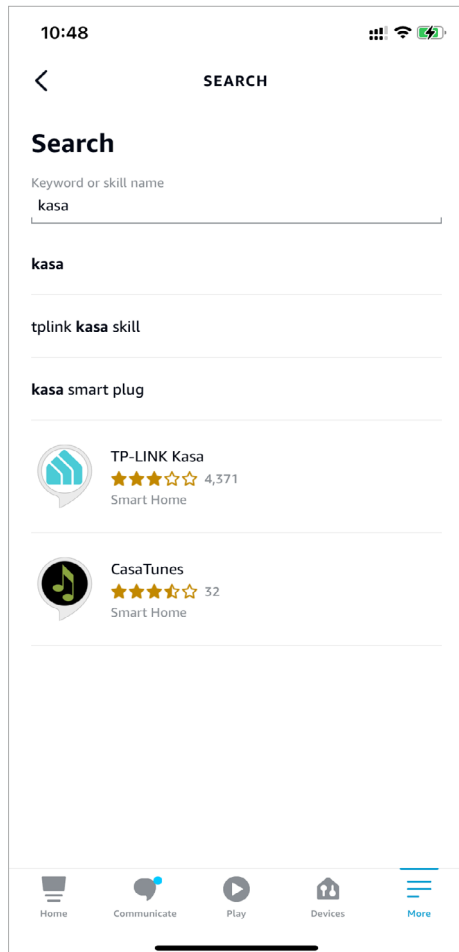 10:48
SEARCH
Search
Keyword or skill name
kasa
kasa
tplink kasa skill
kasa smart plug
TP-LINK Kasa
4,371
Smart Home
CasaTunes
32
Smart Home
Home Communicate Play Devices More